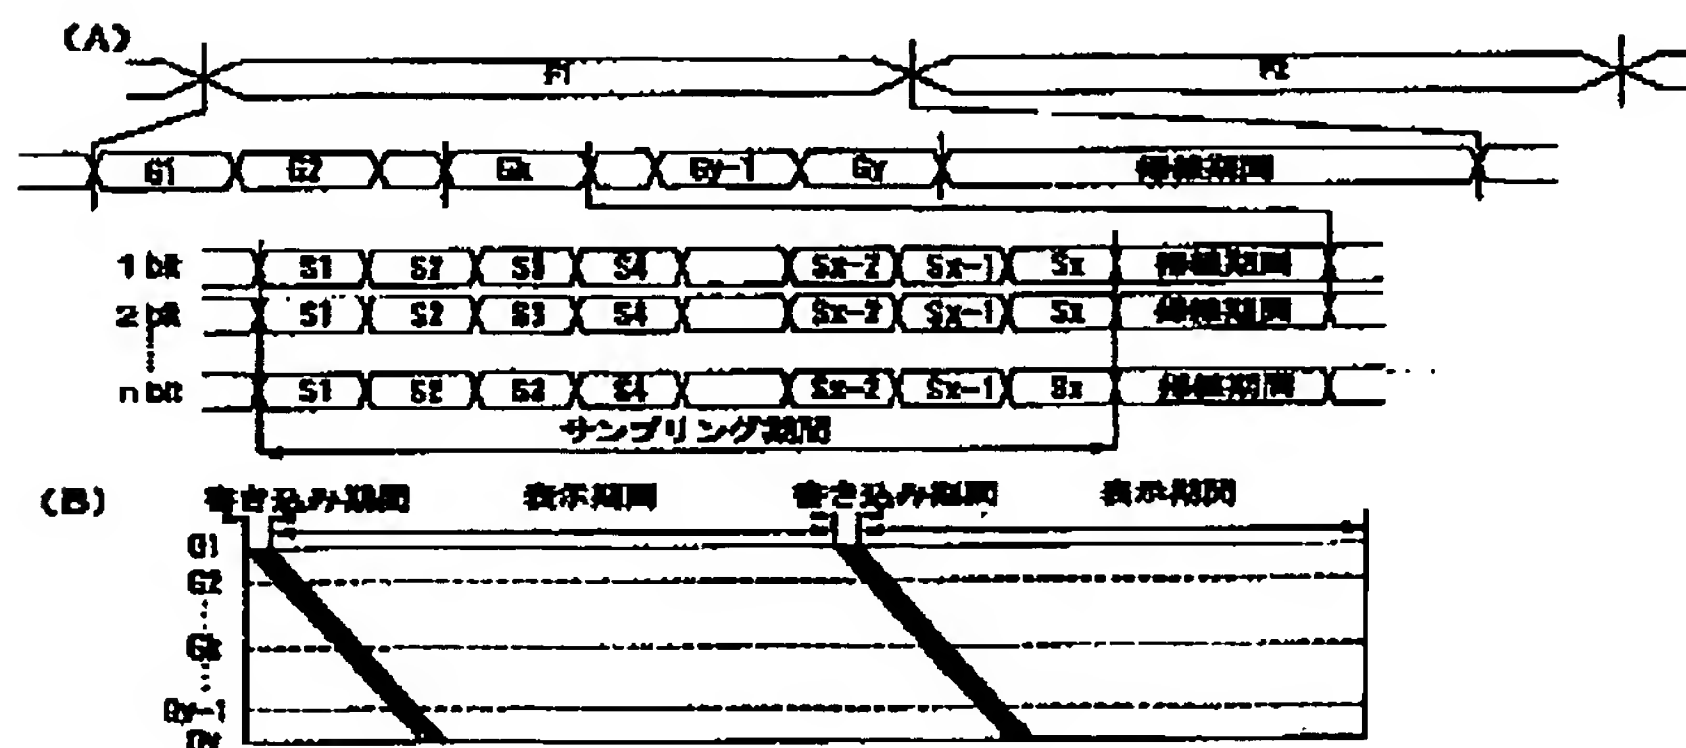 (A)
F1 F2
G1 G2 Gk Gy-1 Gy 帰線期間
1 bit S1 S2 S3 S4 Sx-2 Sx-1 Sx 帰線期間
2 bit S1 S2 S3 S4 Sx-2 Sx-1 Sx 帰線期間
n bit S1 S2 S3 S4 Sx-2 Sx-1 Sx 帰線期間
サンプリング期間
(B) 書き込み期間 表示期間 書き込み期間 表示期間
G1
G2
Gk
Gy-1
Gy